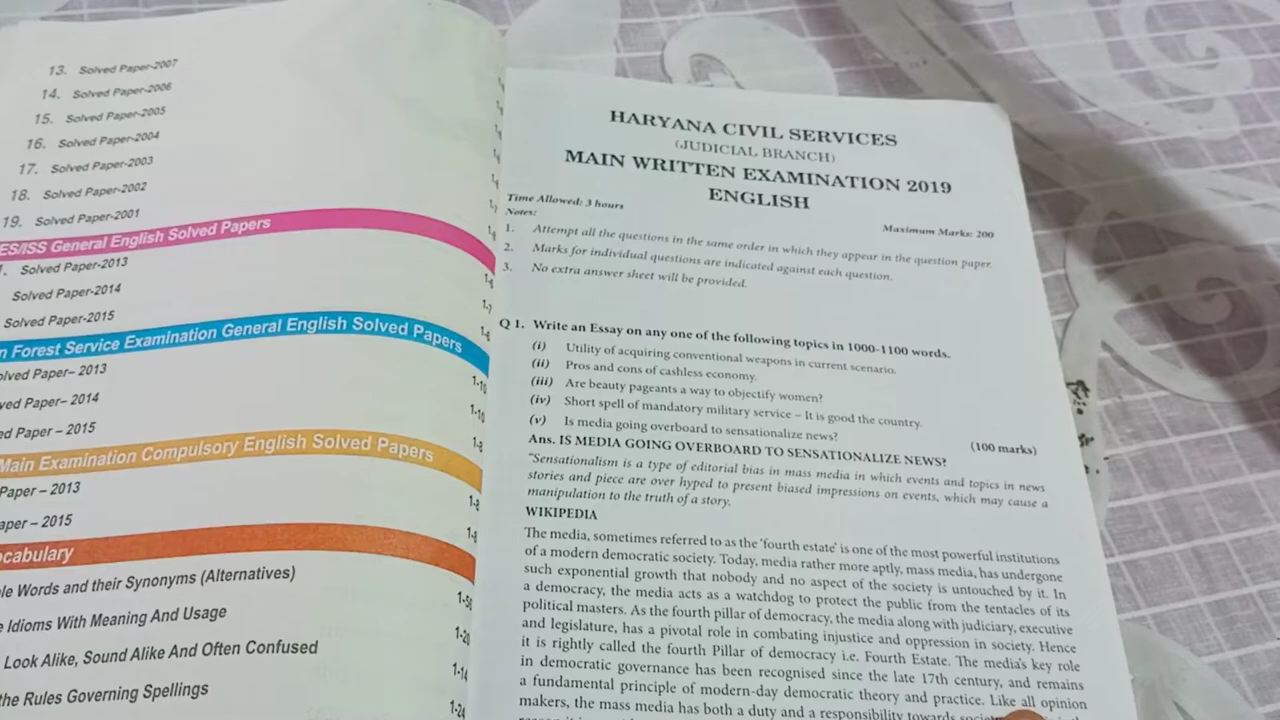 13. Solved Paper-2007
14. Solved Paper-2006
15. Solved Paper-2005
16. Solved Paper-2004
17. Solved Paper-2003
18. Solved Paper-2002
19. Solved Paper-2001
ES/ISS General English Solved Papers
Solved Paper-2013
Solved Paper-2014
Solved Paper-2015
Forest Service Examination General English Solved Papers
Paper– 2013
Paper– 2014
Paper – 2015
Main Examination Compulsory English Solved Papers
Paper – 2013
2015
Words and their Synonyms (Alternatives)
Idioms With Meaning And Usage
Look Alike, Sound Alike And Often Confused
the Rules Governing Spellings
HARYANA CIVIL SERVICES
(JUDICIAL BRANCH)
MAIN WRITTEN EXAMINATION 2019
ENGLISH
Time Allowed: 3 hours
Maximum Marks: 200
Notes:
1. Attempt all the questions in the same order in which they appear in the question paper.
2. Marks for individual questions are indicated against each question.
3. No extra answer sheet will be provided.
Q 1. Write an Essay on any one of the following topics in 1000-1100 words.
(i) Utility of acquiring conventional weapons in current scenario.
(ii) Pros and cons of cashless economy.
(iii) Are beauty pageants a way to objectify women?
(iv) Short spell of mandatory military service – It is good the country.
(v) Is media going overboard to sensationalize news?
(100 marks)
Ans. IS MEDIA GOING OVERBOARD TO SENSATIONALIZE NEWS?
"Sensationalism is a type of editorial bias in mass media in which events and topics in news
stories and piece are over hyped to present biased impressions on events, which may cause a
manipulation to the truth of a story.
WIKIPEDIA
The media, sometimes referred to as the 'fourth estate' is one of the most powerful institutions
of a modern democratic society. Today, media rather more aptly, mass media, has undergone
such exponential growth that nobody and no aspect of the society is untouched by it. In
a democracy, the media acts as a watchdog to protect the public from the tentacles of its
political masters. As the fourth pillar of democracy, the media along with judiciary, executive
and legislature, has a pivotal role in combating injustice and oppression in society. Hence
it is rightly called the fourth Pillar of democracy i.e. Fourth Estate. The media's key role
in democratic governance has been recognised since the late 17th century, and remains
a fundamental principle of modern-day democratic theory and practice. Like all opinion
makers, the mass media has both a duty and a responsibility towards